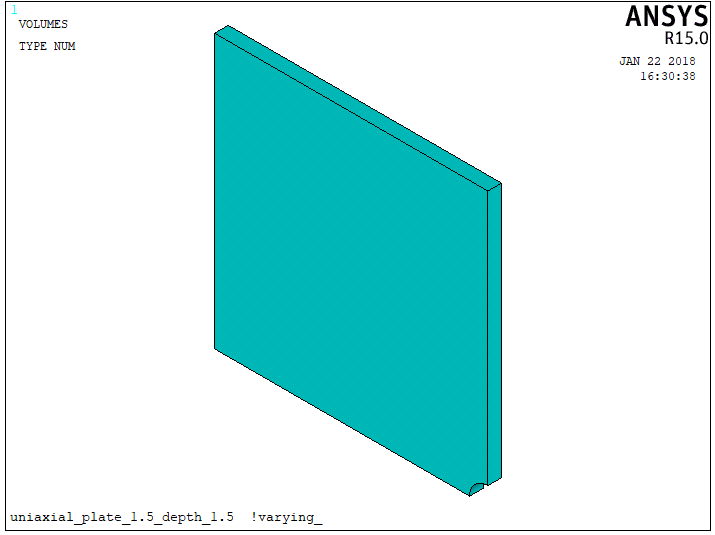 1
VOLUMES
TYPE NUM
ANSYS
R15.0
JAN 22 2018
16:30:38
uniaxial_plate_1.5_depth_1.5  !varying_